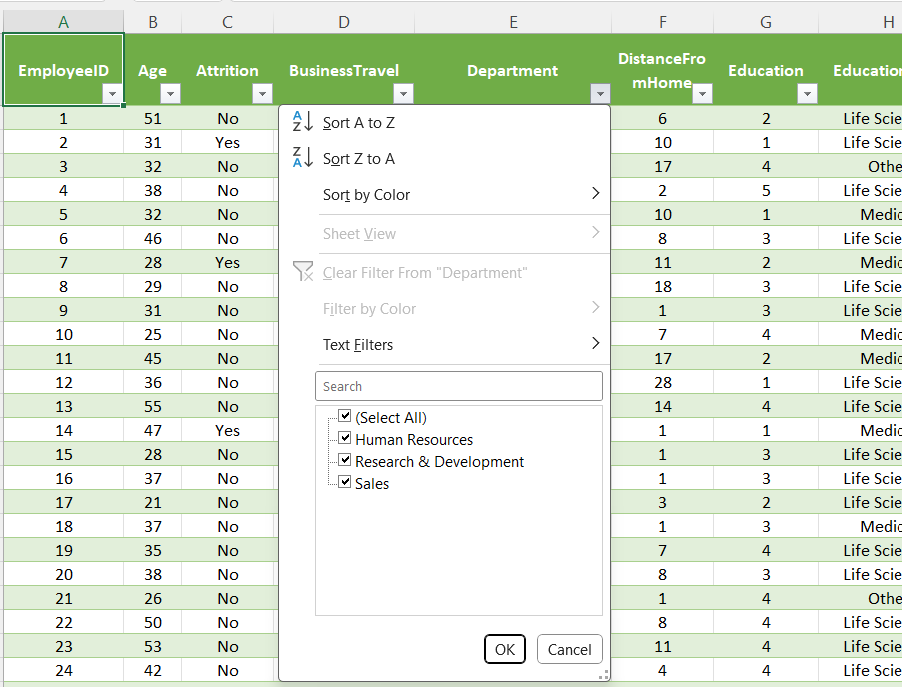 A B C D E F G H
EmployeeID Age Attrition BusinessTravel Department DistanceFro
mHome Education Education
1 51 No 6 2 Life Scie
2 31 Yes 10 1 Life Scie
3 32 No 17 4 Othe
4 38 No 2 5 Life Scie
5 32 No 10 1 Medic
6 46 No 8 3 Life Scie
7 28 Yes 11 2 Medic
8 29 No 18 3 Life Scie
9 31 No 1 3 Life Scie
10 25 No 7 4 Medic
11 45 No 17 2 Medic
12 36 No 28 1 Life Scie
13 55 No 14 4 Life Scie
14 47 Yes 1 1 Medic
15 28 No 1 3 Life Scie
16 37 No 1 3 Life Scie
17 21 No 3 2 Life Scie
18 37 No 1 3 Medic
19 35 No 7 4 Life Scie
20 38 No 8 3 Life Scie
21 26 No 1 4 Othe
22 50 No 8 4 Life Scie
23 53 No 11 4 Life Scie
24 42 No 4 4 Life Scie
Sort A to Z
Sort Z to A
Sort by Color
Sheet View
Clear Filter From "Department"
Filter by Color
Text Filters
Search
(Select All)
Human Resources
Research & Development
Sales
OK Cancel